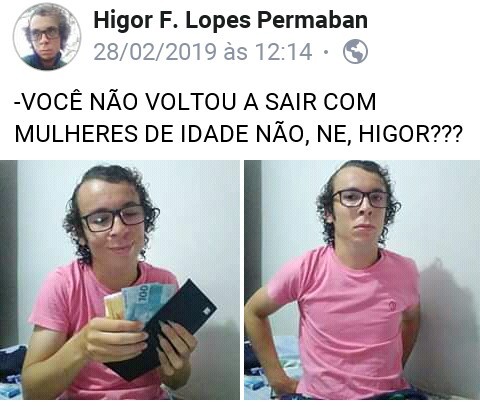 Higor F. Lopes Permaban
28/02/2019 às 12:14 ·
-VOCÊ NÃO VOLTOU A SAIR COM
MULHERES DE IDADE NÃO, NE, HIGOR???
100